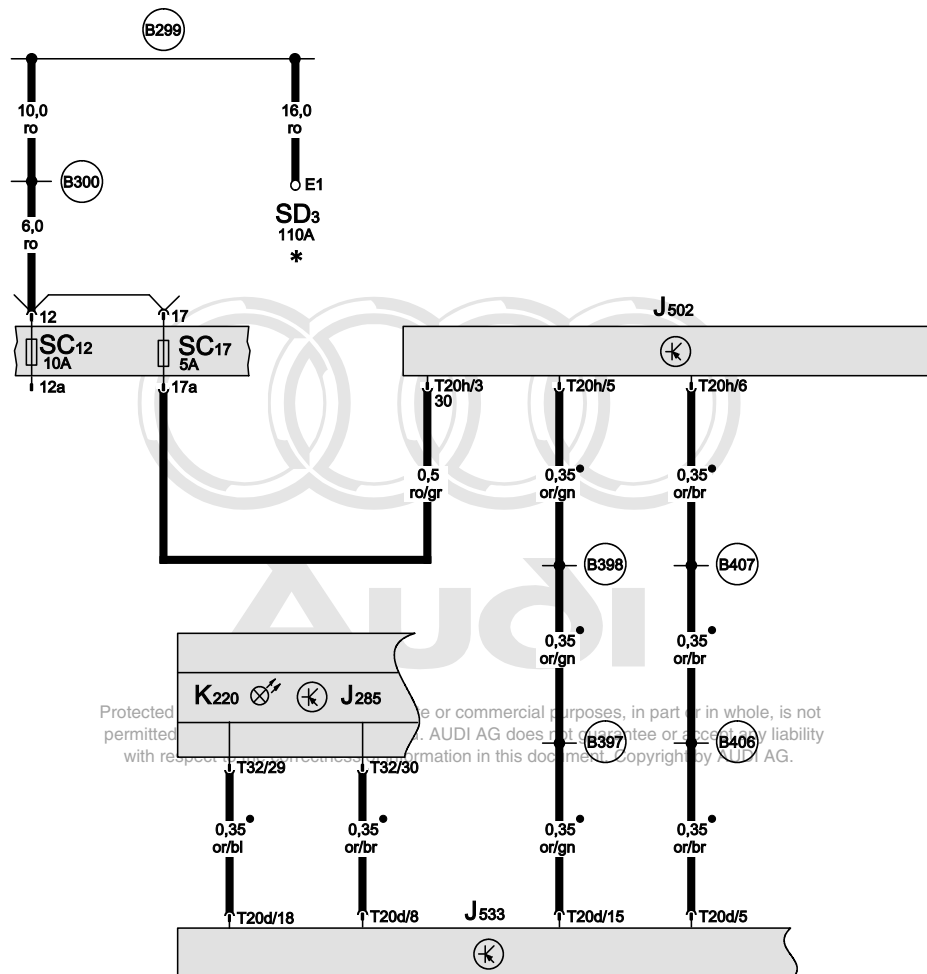 B299
10,0
ro
16,0
ro
B300
E1
SD3
110A
*
6,0
ro
12
17
J502
SC12
10A
SC17
5A
12a
17a
T20h/3
30
T20h/5
T20h/6
0,5
ro/gr
0,35
or/gn
0,35
or/br
B398
B407
Audi
0,35
or/gn
0,35
or/br
K220
J285
Protected
e or commercial purposes, in part or in whole, is not
permitted
. AUDI AG does not guarantee or accept any liability
B397
B406
with respect
ormation in this document. Copyright by AUDI AG.
T32/29
T32/30
0,35
or/bl
0,35
or/br
0,35
or/gn
0,35
or/br
T20d/18
T20d/8
J533
T20d/15
T20d/5